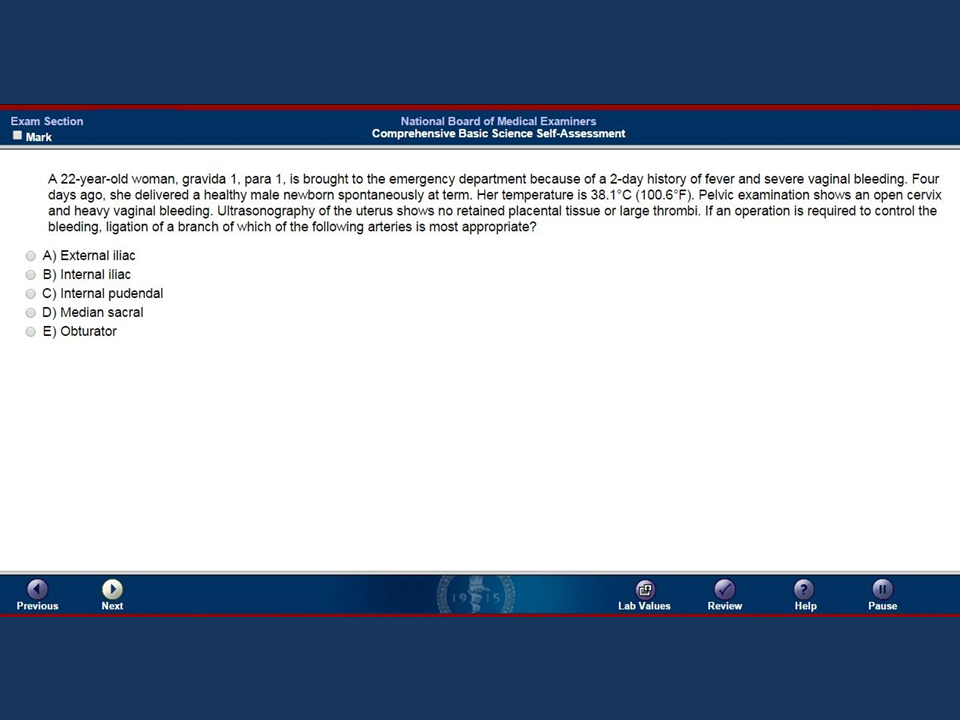 Exam Section
Mark
National Board of Medical Examiners
Comprehensive Basic Science Self-Assessment
A 22-year-old woman, gravida 1, para 1, is brought to the emergency department because of a 2-day history of fever and severe vaginal bleeding. Four
days ago, she delivered a healthy male newborn spontaneously at term. Her temperature is 38.1°C (100.6°F). Pelvic examination shows an open cervix
and heavy vaginal bleeding. Ultrasonography of the uterus shows no retained placental tissue or large thrombi. If an operation is required to control the
bleeding, ligation of a branch of which of the following arteries is most appropriate?
A) External iliac
B) Internal iliac
C) Internal pudendal
D) Median sacral
E) Obturator
Previous
Next
1915
Lab Values
Review
Help
Pause